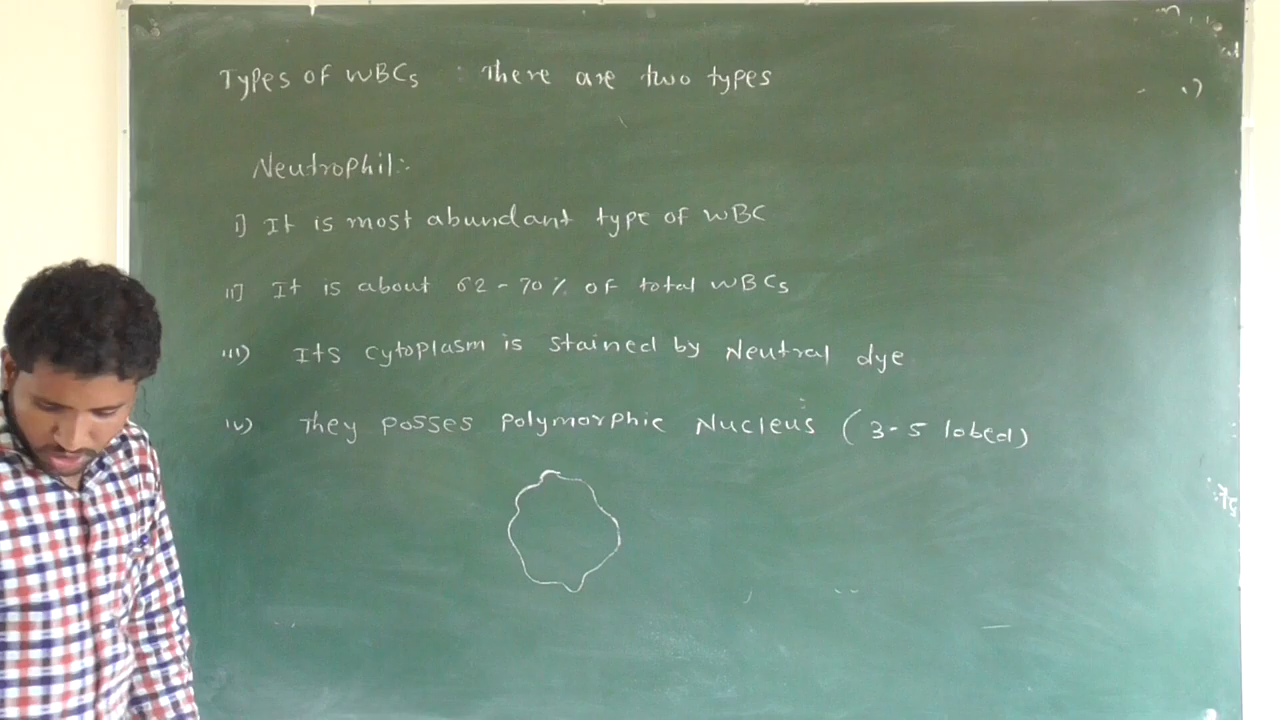 Types of WBCs : There are two types
Neutrophil:-
i] It is most abundant type of WBC
ii] It is about 62-70% of total WBCs
iii) Its cytoplasm is stained by Neutral dye
iv) They posses polymorphic Nucleus (3-5 lobed)